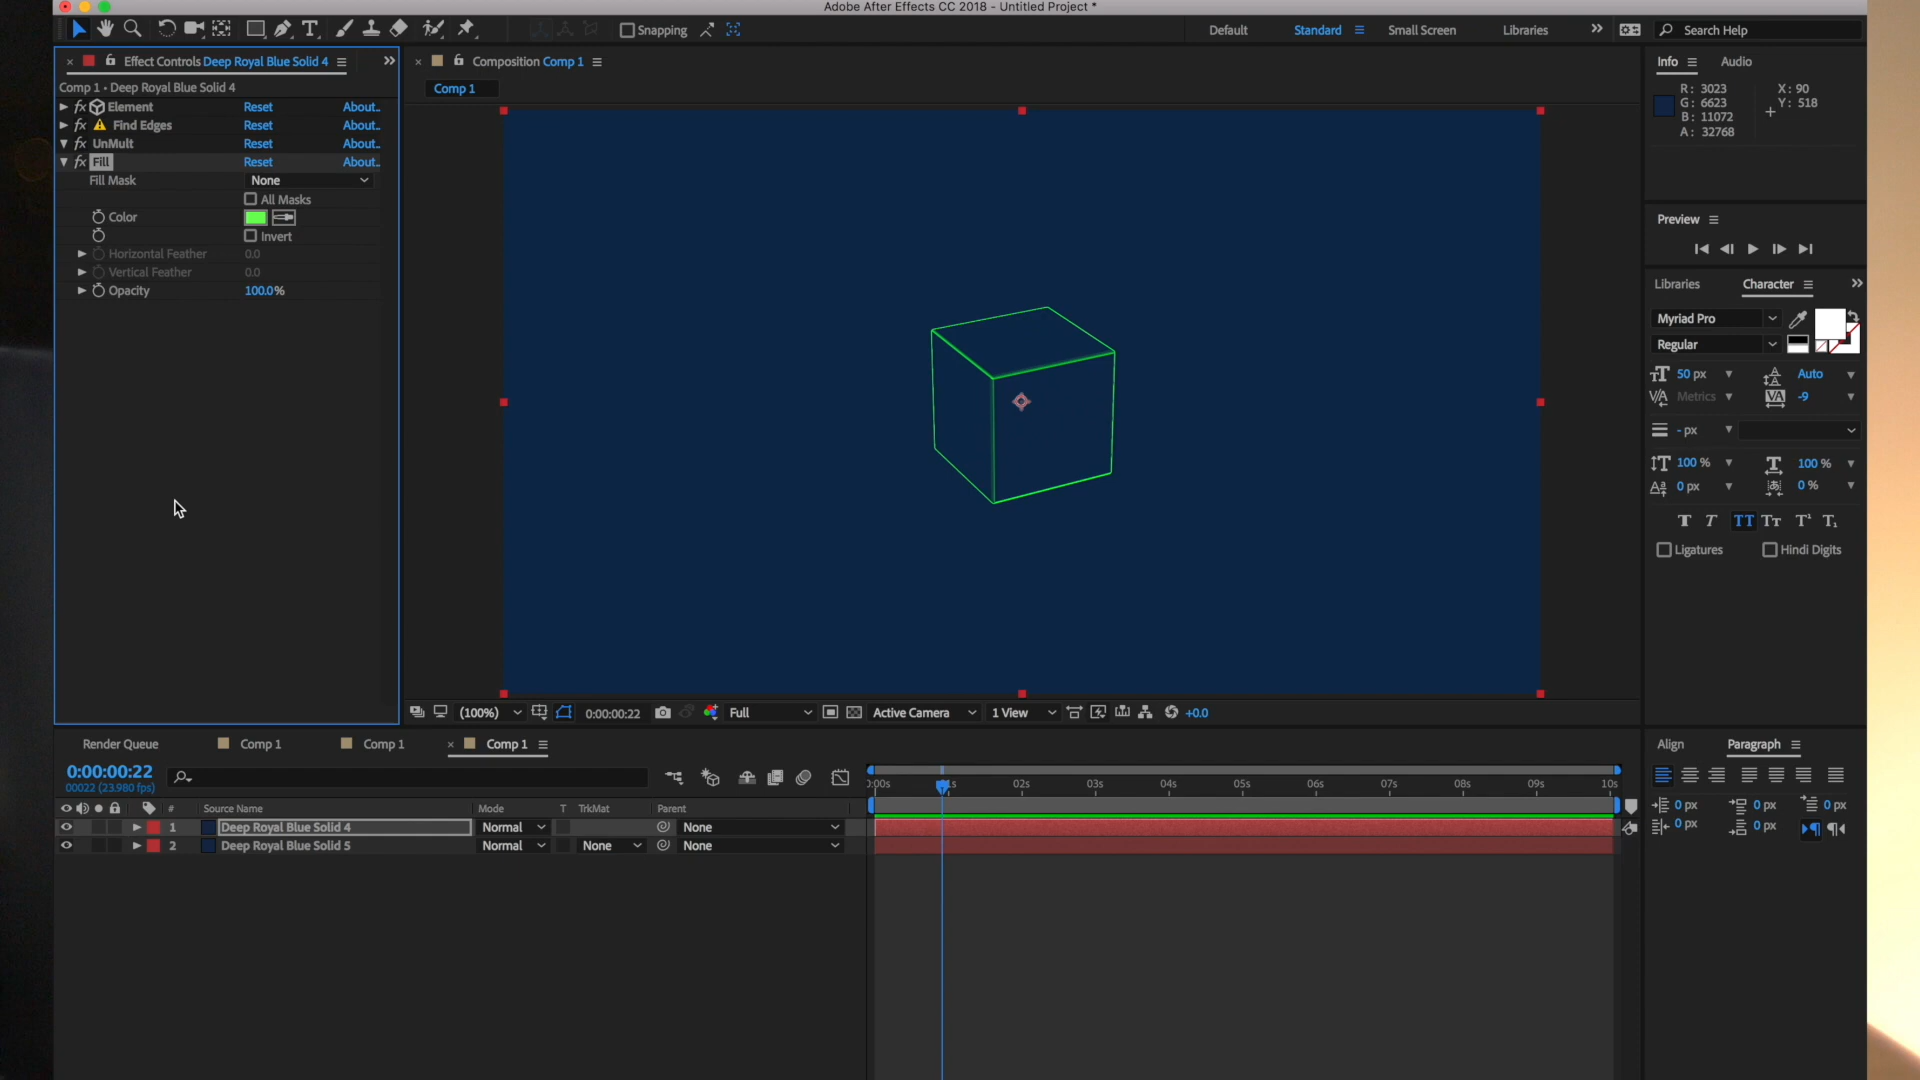 Adobe After Effects CC 2018 - Untitled Project *
Snapping
Default
Standard
Small Screen
Libraries
Search Help
Effect Controls Deep Royal Blue Solid 4
Comp 1 • Deep Royal Blue Solid 4
fx Element Reset About..
fx Find Edges Reset About..
fx UnMult Reset About..
fx Fill Reset About..
Fill Mask None
All Masks
Color
Invert
Horizontal Feather 0.0
Vertical Feather 0.0
Opacity 100.0%
Composition Comp 1
Comp 1
(100%)
0:00:00:22
Full
Active Camera
1 View
+0.0
Info Audio
R: 3023 X: 90
G: 6623 Y: 518
B: 11072
A: 32768
Preview
Libraries Character
Myriad Pro
Regular
50 px Auto
Metrics -9
- px
100 % 100 %
0 px 0 %
T T TT Tт T¹ T₁
Ligatures Hindi Digits
Render Queue Comp 1 Comp 1 Comp 1
0:00:00:22
00022 (23.980 fps)
# Source Name Mode T TrkMat Parent
1 Deep Royal Blue Solid 4 Normal None
2 Deep Royal Blue Solid 5 Normal None None
02s 03s 04s 05s 06s 07s 08s 09s 10s
Align Paragraph
0 px 0 px 0 px
0 px 0 px